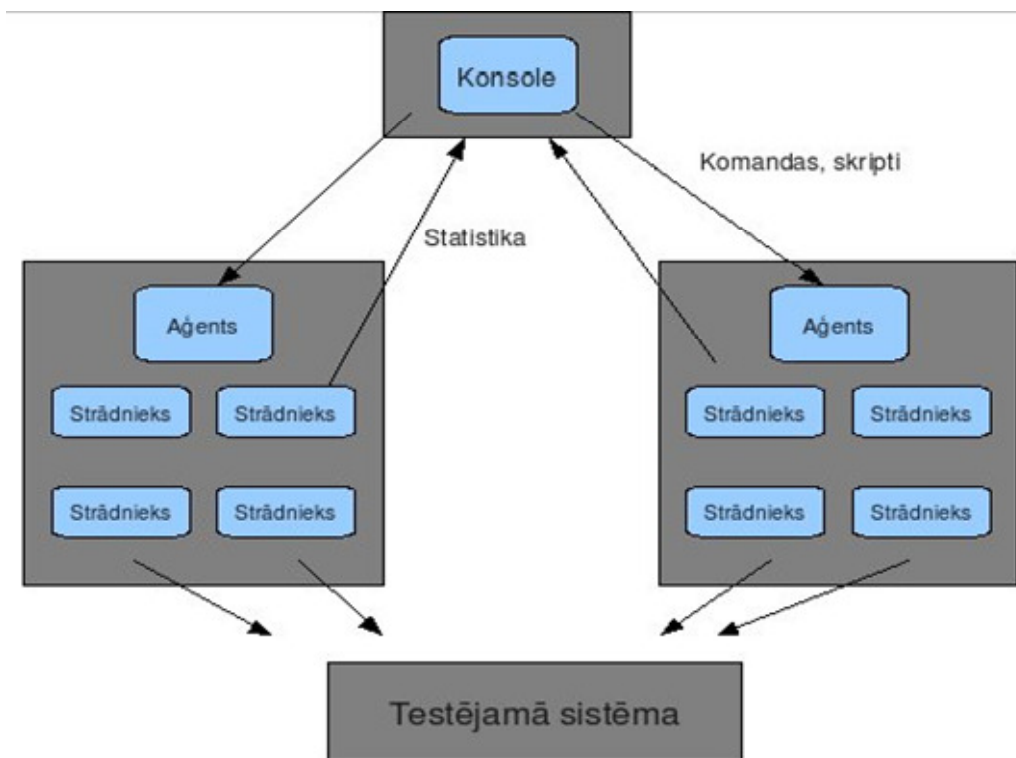 Konsole
Komandas, skripti
Statistika
Aģents
Aģents
Strādnieks
Strādnieks
Strādnieks
Strādnieks
Strādnieks
Strādnieks
Strādnieks
Strādnieks
Testējamā sistēma